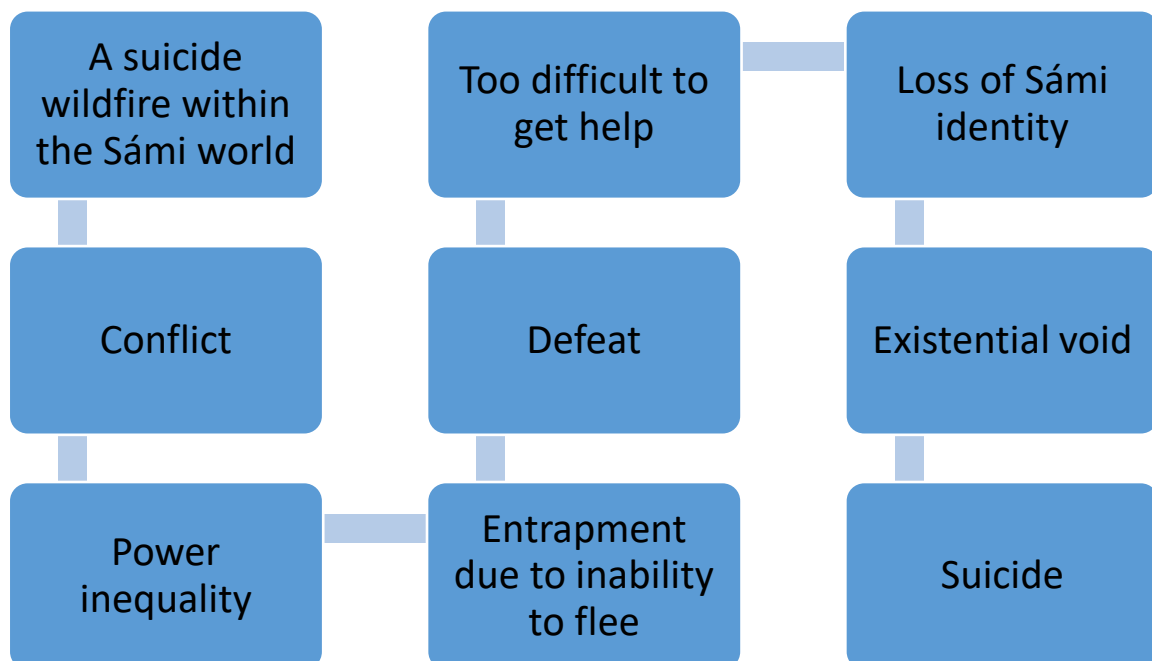 A suicide
wildfire within
the Sámi world
Conflict
Power
inequality
Entrapment
due to inability
to flee
Defeat
Too difficult to
get help
Loss of Sámi
identity
Existential void
Suicide